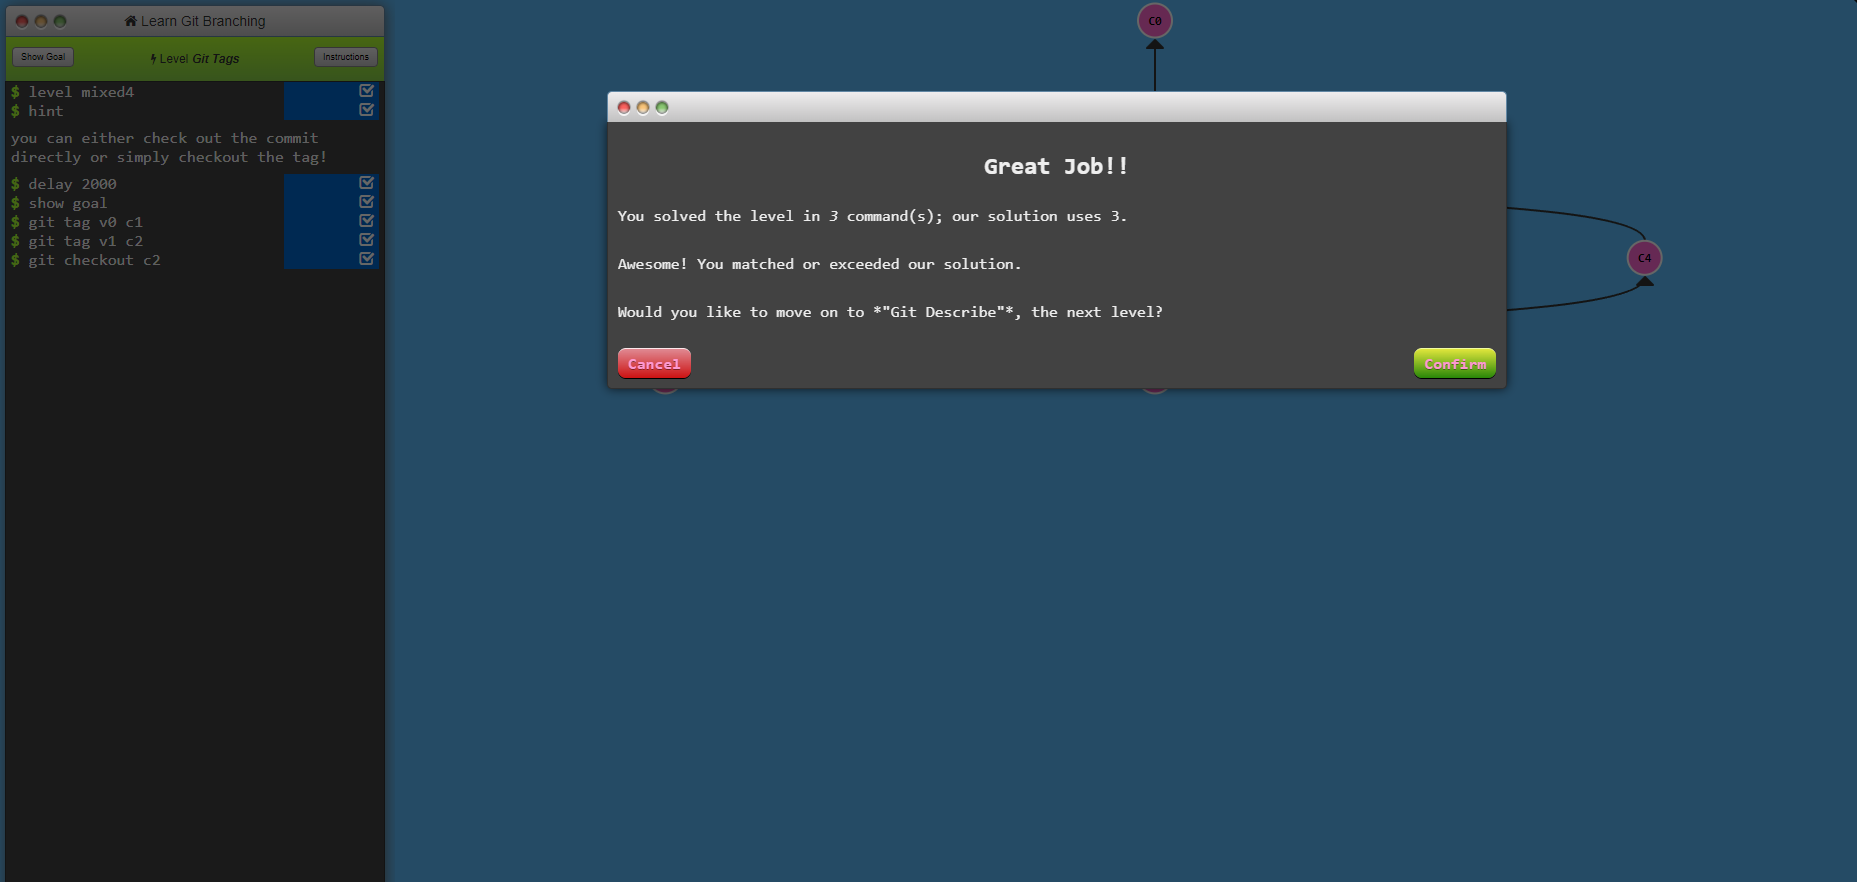 Learn Git Branching
Show Goal
Level Git Tags
Instructions
$ level mixed4
$ hint
you can either check out the commit
directly or simply checkout the tag!
$ delay 2000
$ show goal
$ git tag v0 c1
$ git tag v1 c2
$ git checkout c2
C0
Great Job!!
You solved the level in 3 command(s); our solution uses 3.
Awesome! You matched or exceeded our solution.
Would you like to move on to *"Git Describe"*, the next level?
Cancel
Confirm
C4